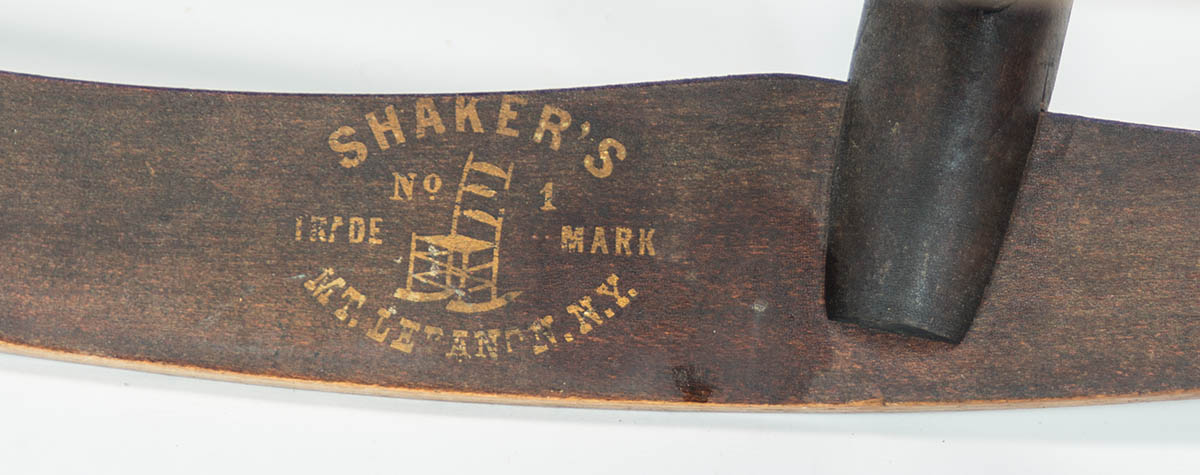 SHAKER'S
No 1
TRADE MARK
MT. LEBANON. N.Y.